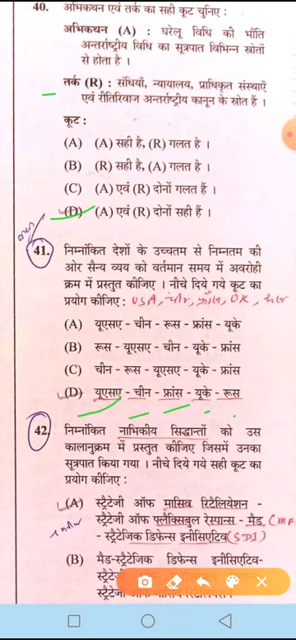 40. अभिकथन एवं तर्क का सही कूट चुनिए :
अभिकथन (A) : घरेलू विधि की भाँति
अन्तर्राष्ट्रीय विधि का सूत्रपात विभिन्न स्रोतों
से होता है ।
तर्क (R) : संधियाँ, न्यायालय, प्राधिकृत संस्थाएँ
एवं रीतिरिवाज अन्तर्राष्ट्रीय कानून के स्रोत हैं ।
कूट :
(A) (A) सही है, (R) गलत है ।
(B) (R) सही है, (A) गलत है ।
(C) (A) एवं (R) दोनों गलत हैं ।
(D) (A) एवं (R) दोनों सही हैं ।
41. निम्नांकित देशों के उच्चतम से निम्नतम की
ओर सैन्य व्यय को वर्तमान समय में अवरोही
क्रम में प्रस्तुत कीजिए । नीचे दिये गये कूट का
प्रयोग कीजिए : USA, चीन, फ्रांस, UK,
(A) यूएसए - चीन - रूस - फ्रांस - यूके
(B) रूस - यूएसए - चीन - यूके - फ्रांस
(C) चीन - रूस - यूएसए - यूके - फ्रांस
(D) यूएसए - चीन - फ्रांस - यूके - रूस
42. निम्नांकित नाभिकीय सिद्धान्तों को उस
कालानुक्रम में प्रस्तुत कीजिए जिसमें उनका
सूत्रपात किया गया । नीचे दिये गये सही कूट का
प्रयोग कीजिए :
(A) स्ट्रैटेजी ऑफ मासिव रिटैलियेशन -
स्ट्रैटेजी ऑफ फ्लैक्सिबुल रेस्पान्स - मैड
- स्ट्रैटेजिक डिफेन्स इनीसिएटिव (SDI)
(B) मैड-स्ट्रैटेजिक डिफेन्स इनीसिएटिव-